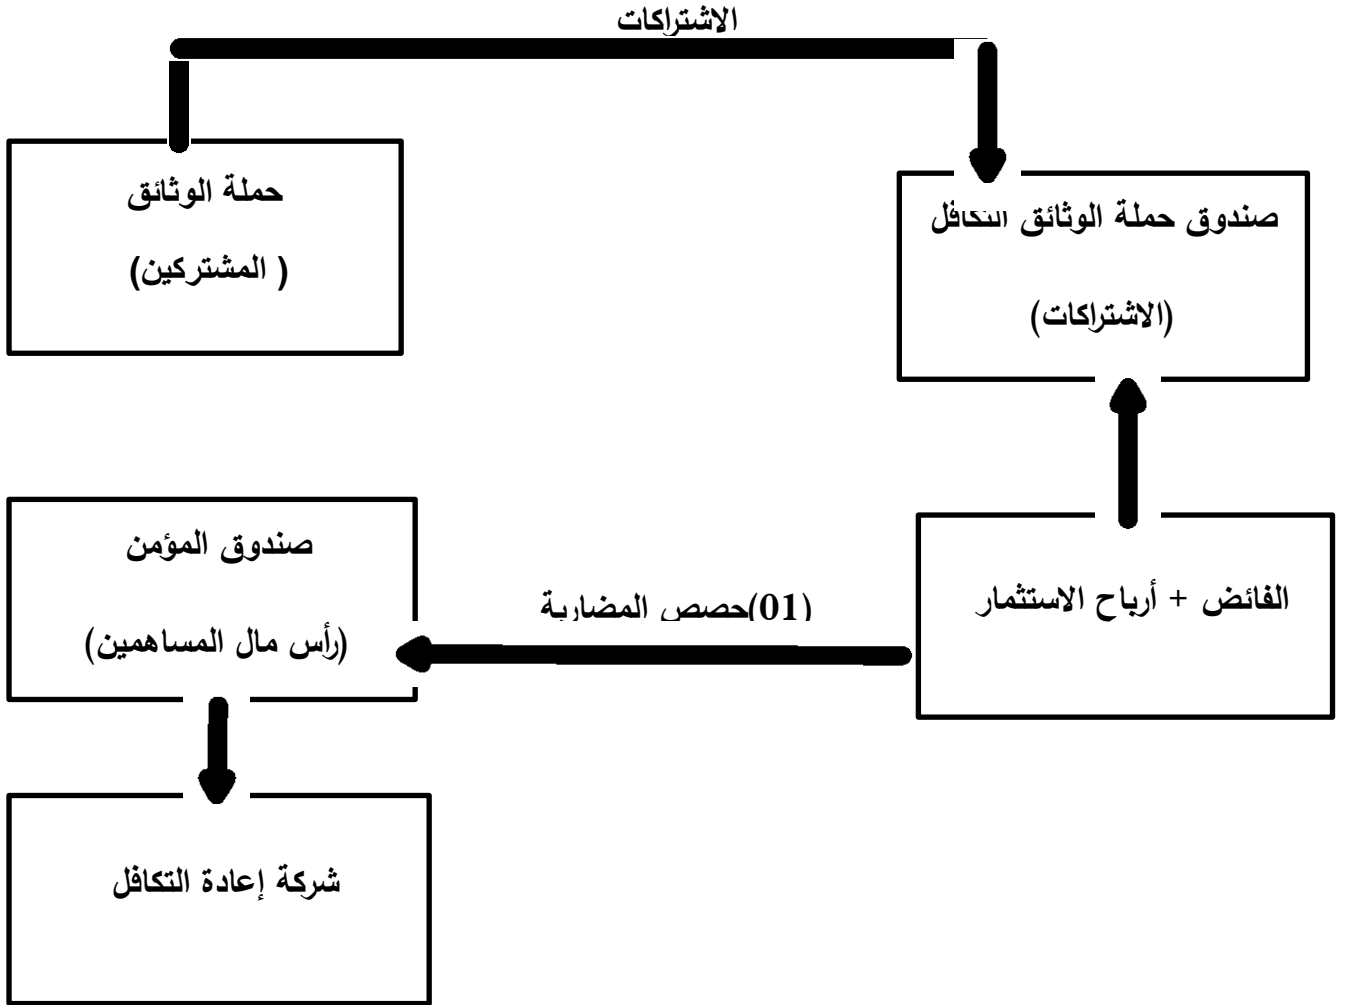 الاشتراكات
حملة الوثائق
( المشتركين)
صندوق حملة الوثائق التكافل
(الاشتراكات)
صندوق المؤمن
(رأس مال المساهمين)
(01)حصص المضاربة
الفائض + أرباح الاستثمار
شركة إعادة التكافل